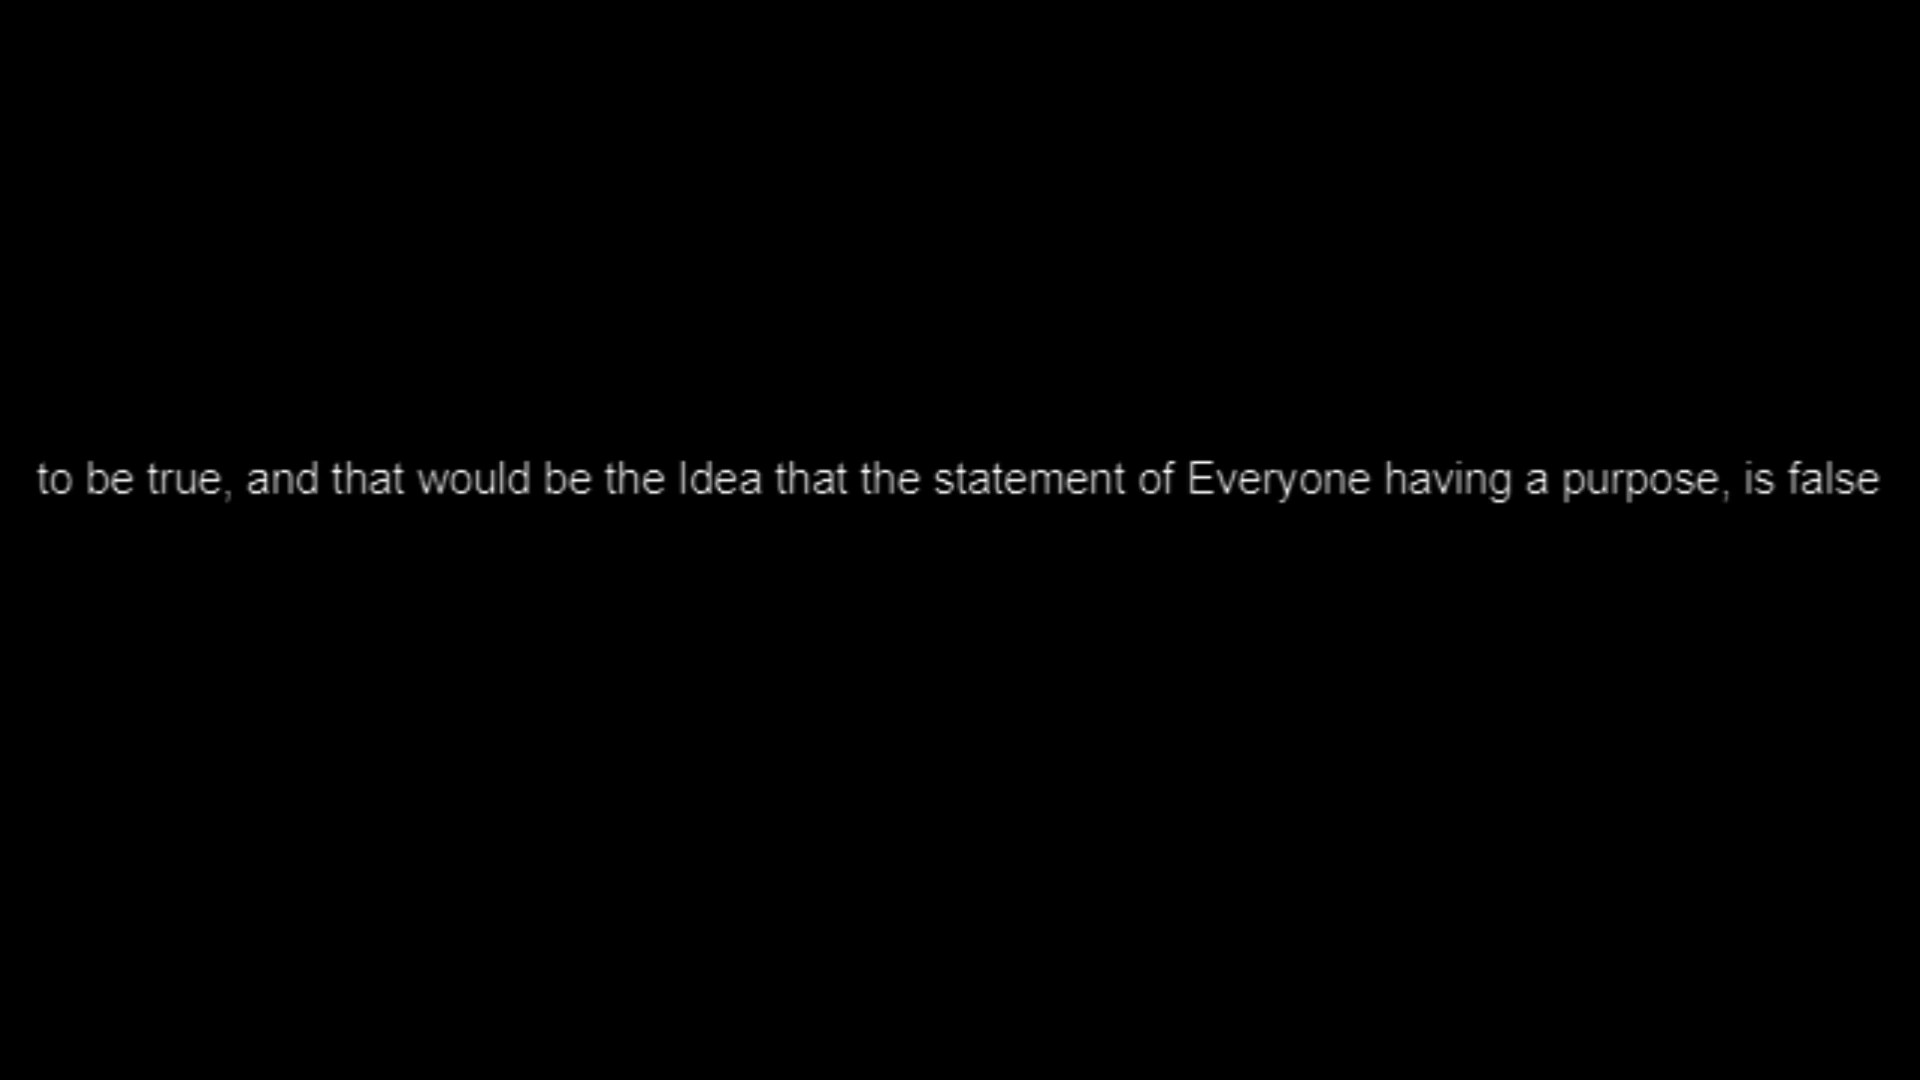 to be true, and that would be the Idea that the statement of Everyone having a purpose, is false